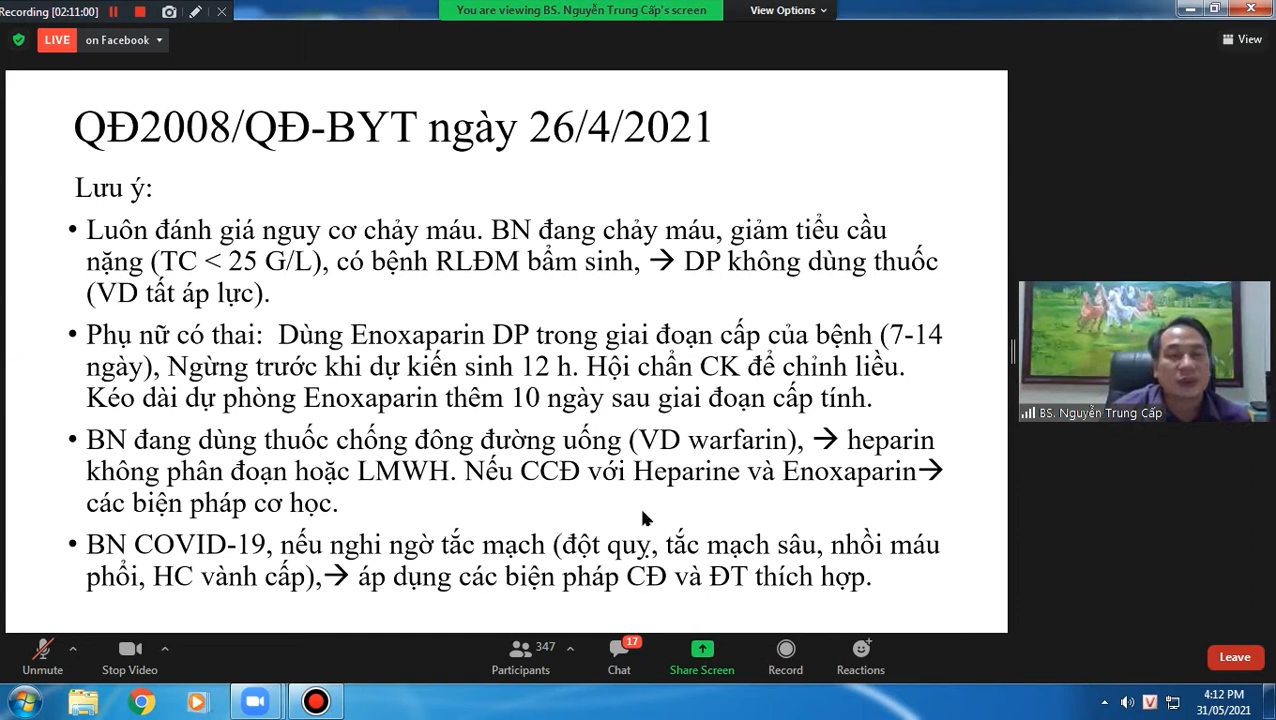 Recording [02:11:00]
You are viewing BS. Nguyễn Trung Cấp's screen
View Options
LIVE on Facebook
View
QĐ2008/QĐ-BYT ngày 26/4/2021
Lưu ý:
• Luôn đánh giá nguy cơ chảy máu. BN đang chảy máu, giảm tiểu cầu
nặng (TC < 25 G/L), có bệnh RLĐM bẩm sinh, → DP không dùng thuốc
(VD tất áp lực).
• Phụ nữ có thai: Dùng Enoxaparin DP trong giai đoạn cấp của bệnh (7-14
ngày), Ngừng trước khi dự kiến sinh 12 h. Hội chẩn CK để chỉnh liều.
Kéo dài dự phòng Enoxaparin thêm 10 ngày sau giai đoạn cấp tính.
• BN đang dùng thuốc chống đông đường uống (VD warfarin), → heparin
không phân đoạn hoặc LMWH. Nếu CCĐ với Heparine và Enoxaparin→
các biện pháp cơ học.
• BN COVID-19, nếu nghi ngờ tắc mạch (đột quỵ, tắc mạch sâu, nhồi máu
phổi, HC vành cấp),→ áp dụng các biện pháp CĐ và ĐT thích hợp.
BS. Nguyễn Trung Cấp
Unmute
Stop Video
Participants
347
Chat
17
Share Screen
Record
Reactions
Leave
V
4:12 PM
31/05/2021